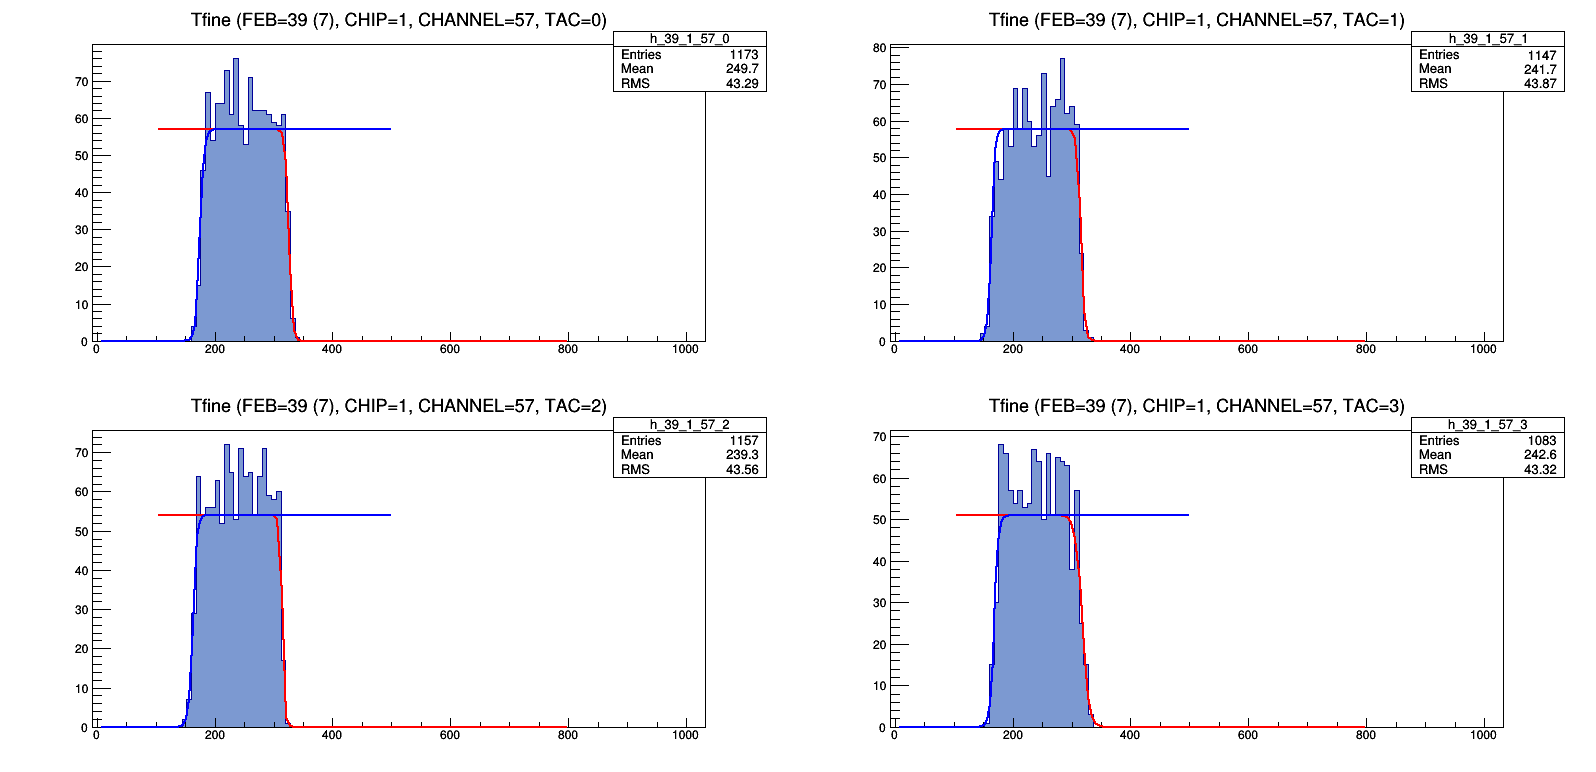 Tfine (FEB=39 (7), CHIP=1, CHANNEL=57, TAC=0)
h_39_1_57_0
Entries 1173
Mean 249.7
RMS 43.29
70
60
50
40
30
20
10
0
0 200 400 600 800 1000
Tfine (FEB=39 (7), CHIP=1, CHANNEL=57, TAC=1)
h_39_1_57_1
Entries 1147
Mean 241.7
RMS 43.87
80
70
60
50
40
30
20
10
0
0 200 400 600 800 1000
Tfine (FEB=39 (7), CHIP=1, CHANNEL=57, TAC=2)
h_39_1_57_2
Entries 1157
Mean 239.3
RMS 43.56
70
60
50
40
30
20
10
0
0 200 400 600 800 1000
Tfine (FEB=39 (7), CHIP=1, CHANNEL=57, TAC=3)
h_39_1_57_3
Entries 1083
Mean 242.6
RMS 43.32
70
60
50
40
30
20
10
0
0 200 400 600 800 1000